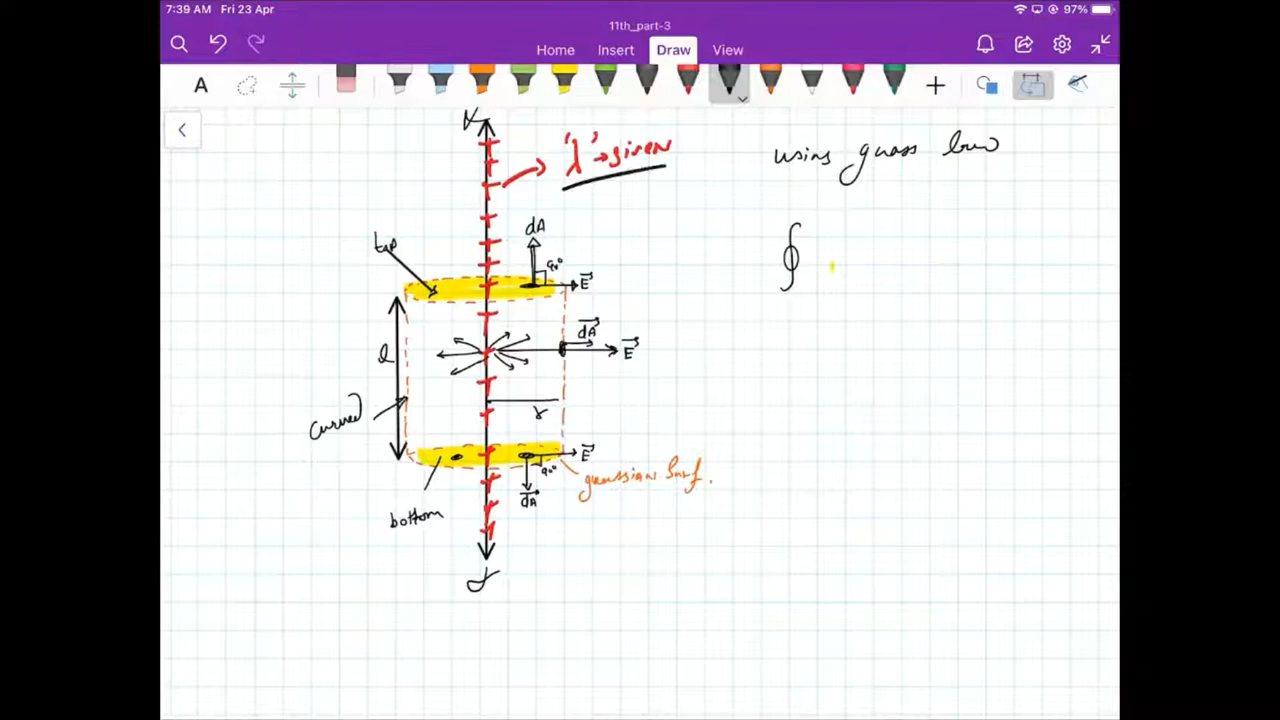 7:39 AM Fri 23 Apr
97%
11th_part-3
Home Insert Draw View
A
'λ' → given
using guass law
dA
top
90°
E
dA
E
l
r
curved
E
90°
gaussian surf.
dA
bottom
∮